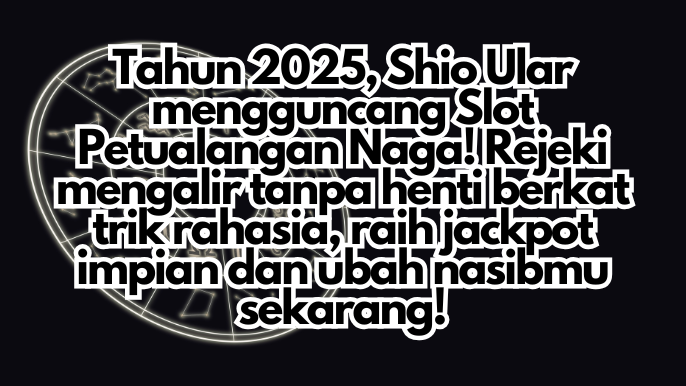 Tahun 2025, Shio Ular
mengguncang Slot
Petualangan Naga! Rejeki
mengalir tanpa henti berkat
trik rahasia, raih jackpot
impian dan ubah nasibmu
sekarang!